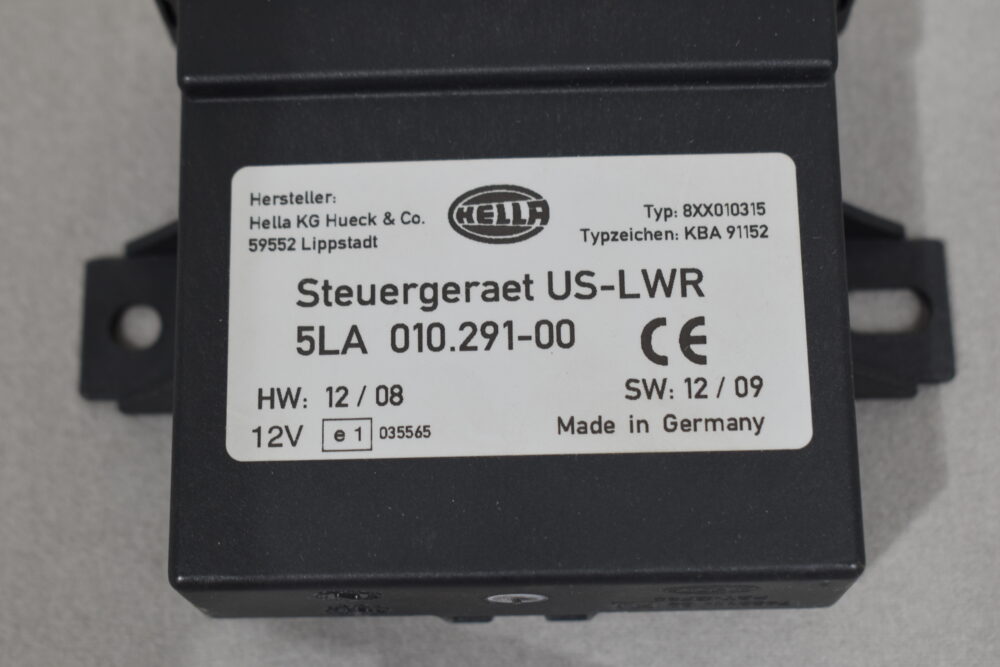 Hersteller:
Hella KG Hueck & Co.
59552 Lippstadt
HELLA
Typ: 8XX010315
Typzeichen: KBA 91152
Steuergeraet US-LWR
5LA 010.291-00
CE
HW: 12 / 08
SW: 12 / 09
12V e 1 035565
Made in Germany